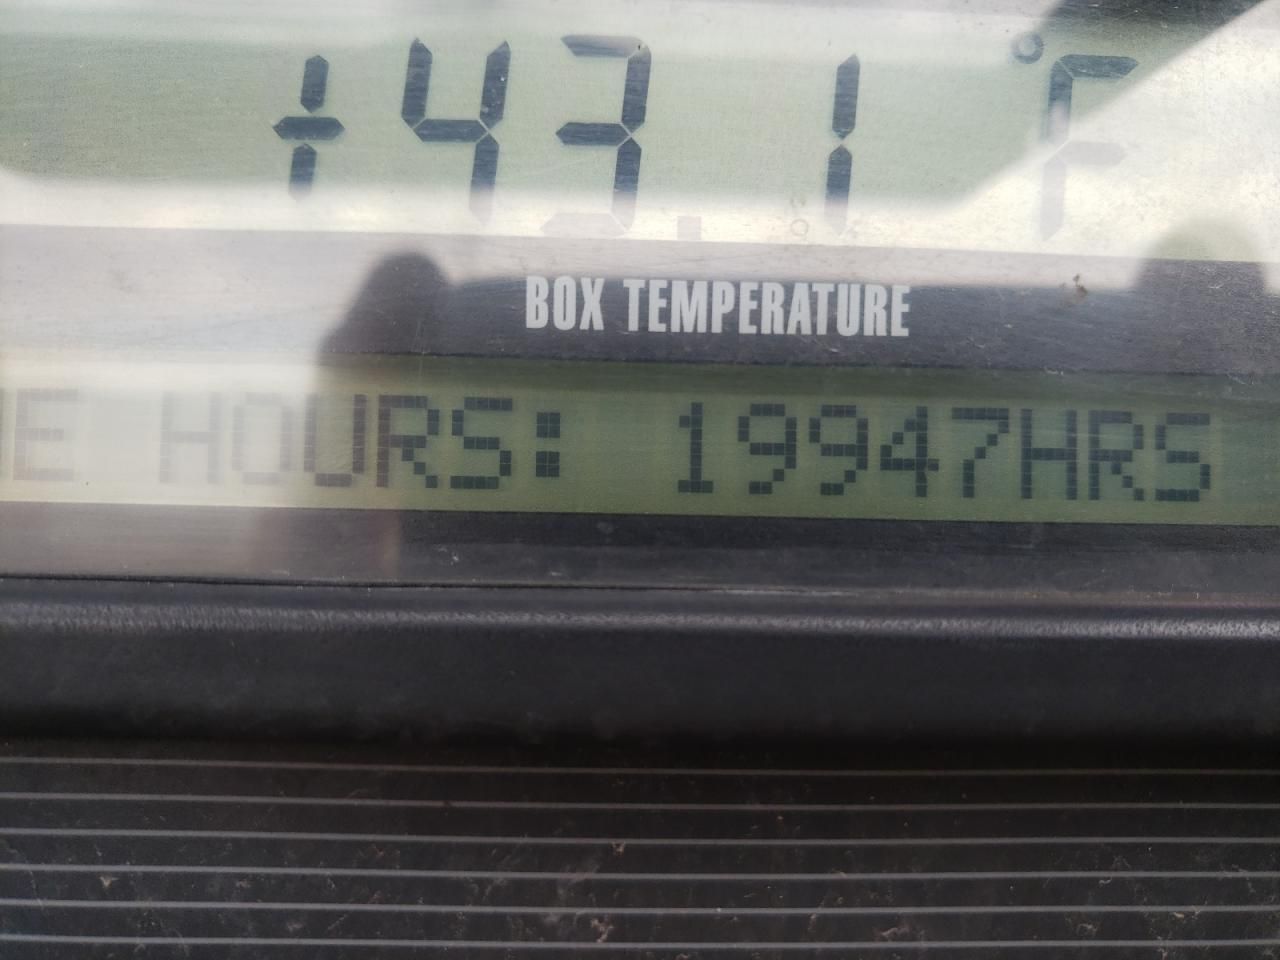 +43.1 °F
BOX TEMPERATURE
E HOURS: 19947HRS